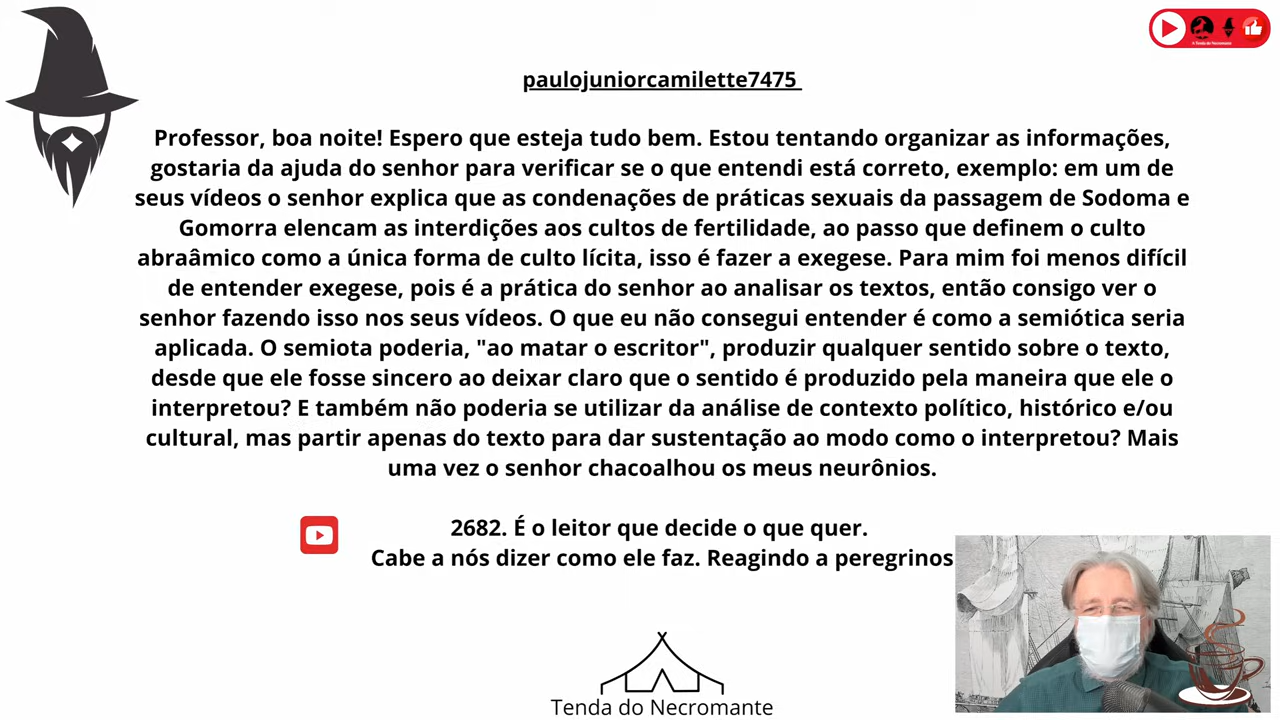 paulojuniorcamilette7475
Professor, boa noite! Espero que esteja tudo bem. Estou tentando organizar as informações,
gostaria da ajuda do senhor para verificar se o que entendi está correto, exemplo: em um de
seus vídeos o senhor explica que as condenações de práticas sexuais da passagem de Sodoma e
Gomorra elencam as interdições aos cultos de fertilidade, ao passo que definem o culto
abraâmico como a única forma de culto lícita, isso é fazer a exegese. Para mim foi menos difícil
de entender exegese, pois é a prática do senhor ao analisar os textos, então consigo ver o
senhor fazendo isso nos seus vídeos. O que eu não consegui entender é como a semiótica seria
aplicada. O semiota poderia, "ao matar o escritor", produzir qualquer sentido sobre o texto,
desde que ele fosse sincero ao deixar claro que o sentido é produzido pela maneira que ele o
interpretou? E também não poderia se utilizar da análise de contexto político, histórico e/ou
cultural, mas partir apenas do texto para dar sustentação ao modo como o interpretou? Mais
uma vez o senhor chacoalhou os meus neurônios.
2682. É o leitor que decide o que quer.
Cabe a nós dizer como ele faz. Reagindo a peregrinos
Tenda do Necromante